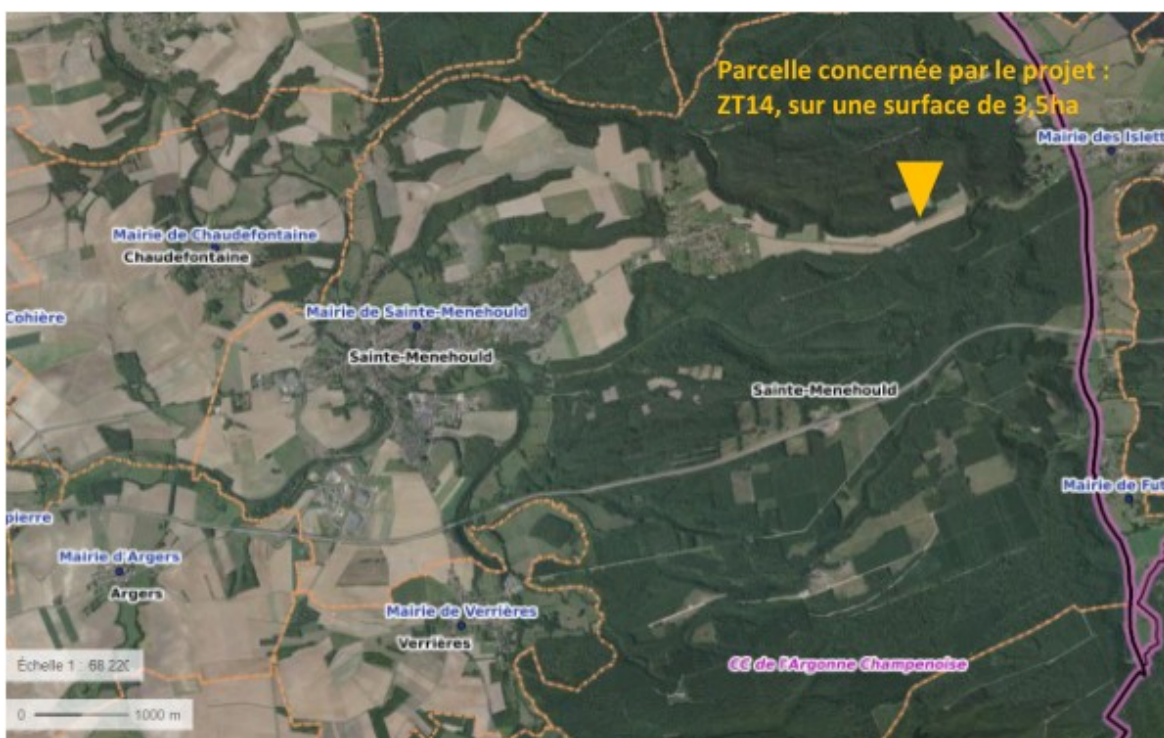 Parcelle concernée par le projet :
ZT14, sur une surface de 3,5ha
Mairie des Islett
Mairie de Chaudefontaine
Chaudefontaine
Cohière
Mairie de Sainte-Menehould
Sainte-Menehould
Sainte-Menehould
Mairie de Fut
pierre
Mairie d'Argers
Argers
Mairie de Verrières
Verrières
CC de l'Argonne Champenoise
Échelle 1 : 68.220
0 1000 m